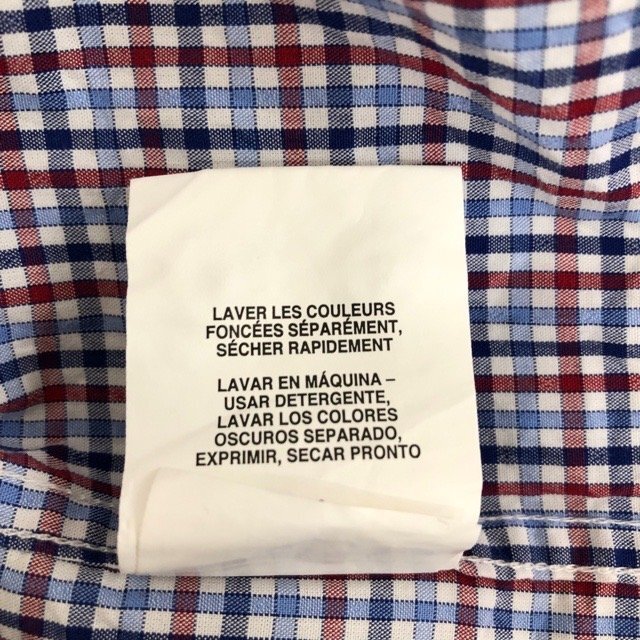 LAVER LES COULEURS
FONCÉES SÉPARÉMENT,
SÉCHER RAPIDEMENT
LAVAR EN MÁQUINA –
USAR DETERGENTE,
LAVAR LOS COLORES
OSCUROS SEPARADO,
EXPRIMIR, SECAR PRONTO